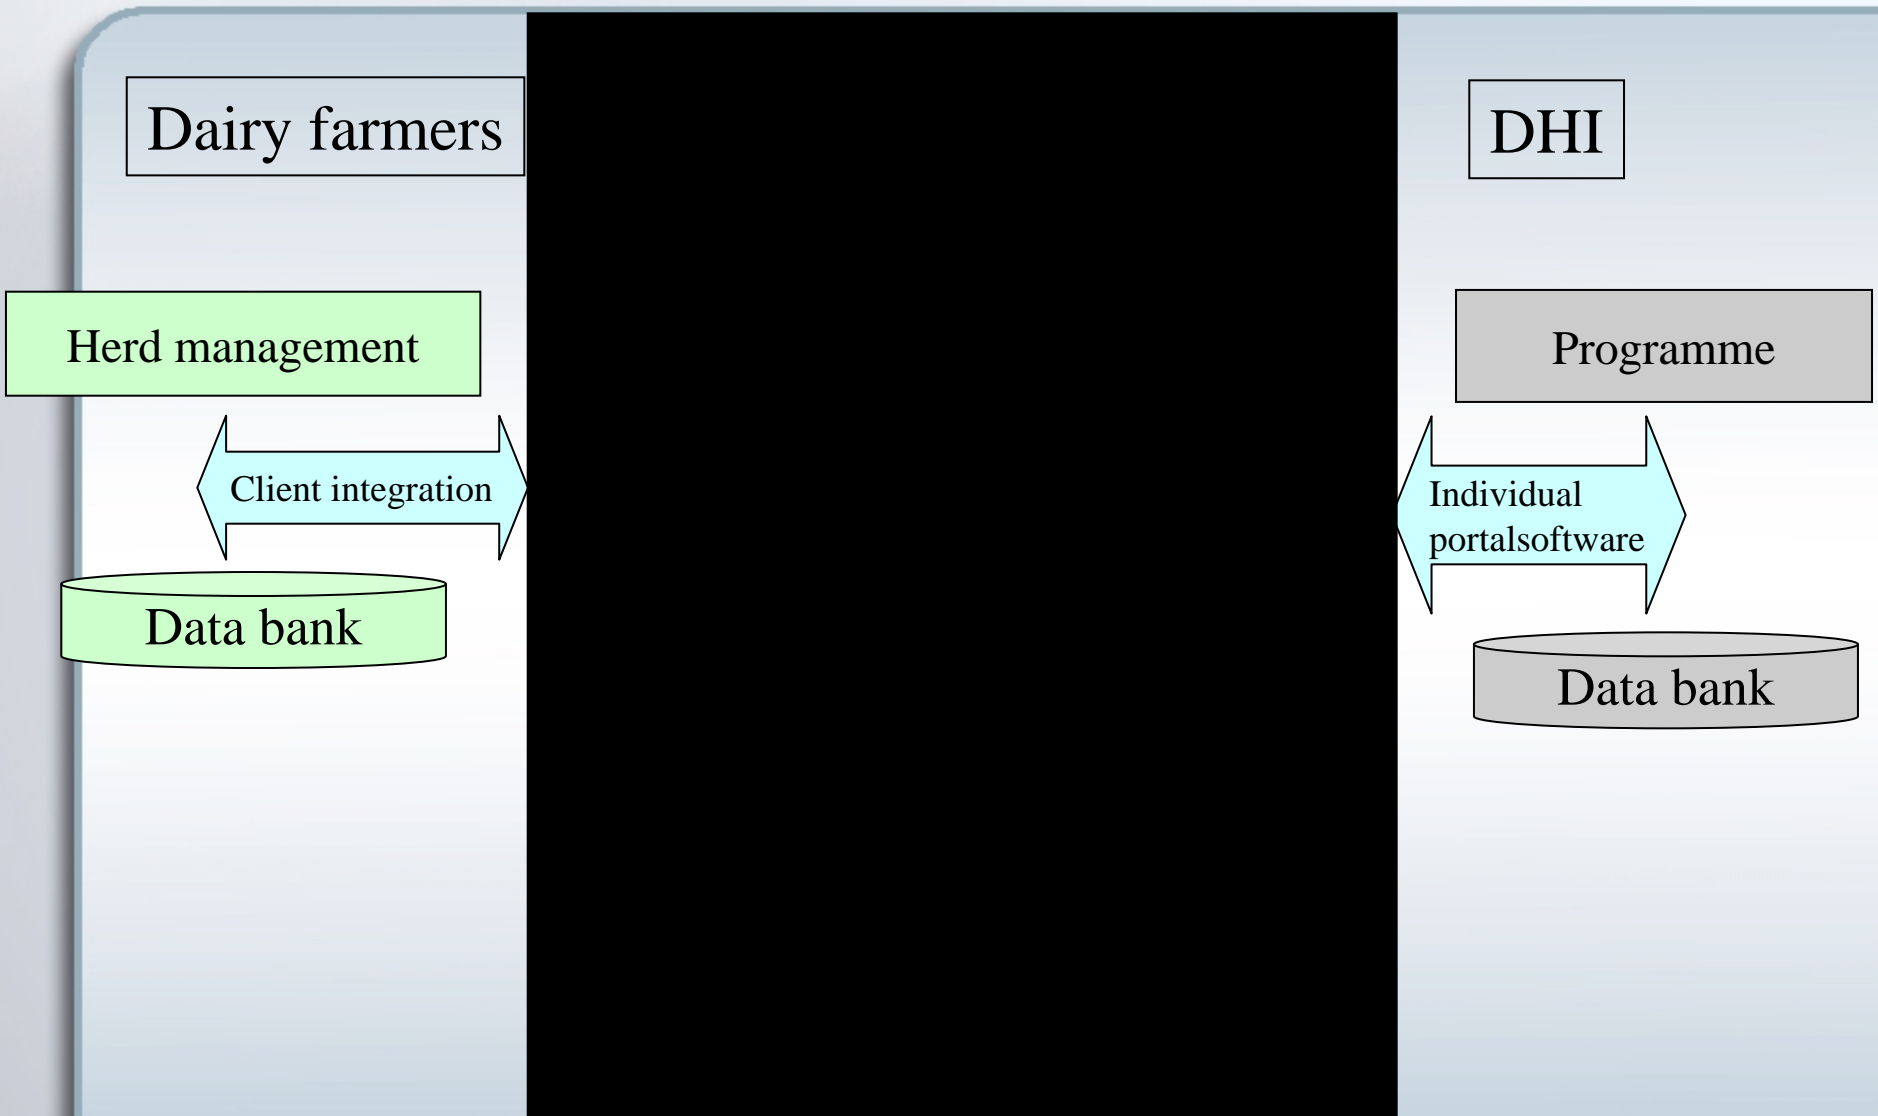 Dairy farmers
DHI
Herd management
Programme
Client integration
Individual
portalsoftware
Data bank
Data bank